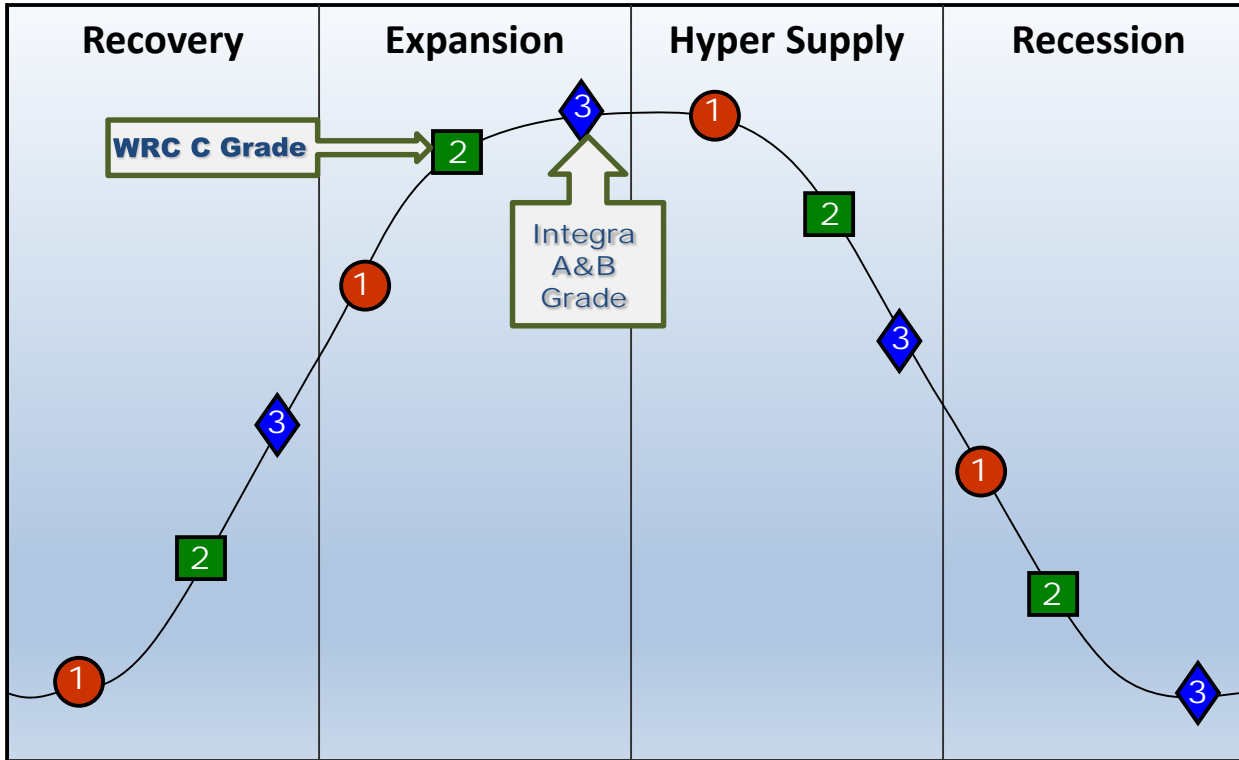 Recovery
Expansion
Hyper Supply
Recession
3
1
WRC C Grade
2
2
Integra
A&B
Grade
1
3
3
1
2
2
1
3